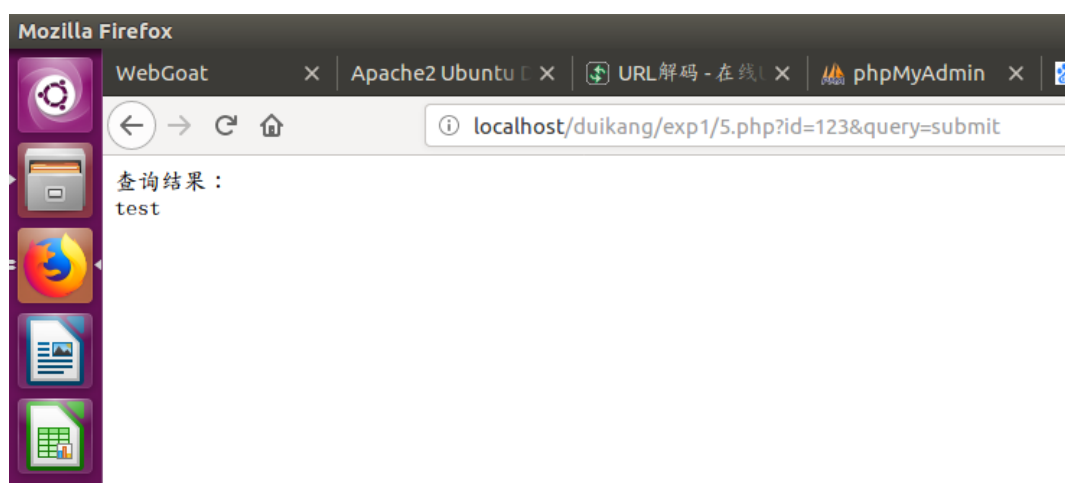 Mozilla Firefox
WebGoat
Apache2 Ubuntu
URL解码 - 在线
phpMyAdmin
localhost/duikang/exp1/5.php?id=123&query=submit
查询结果：
test